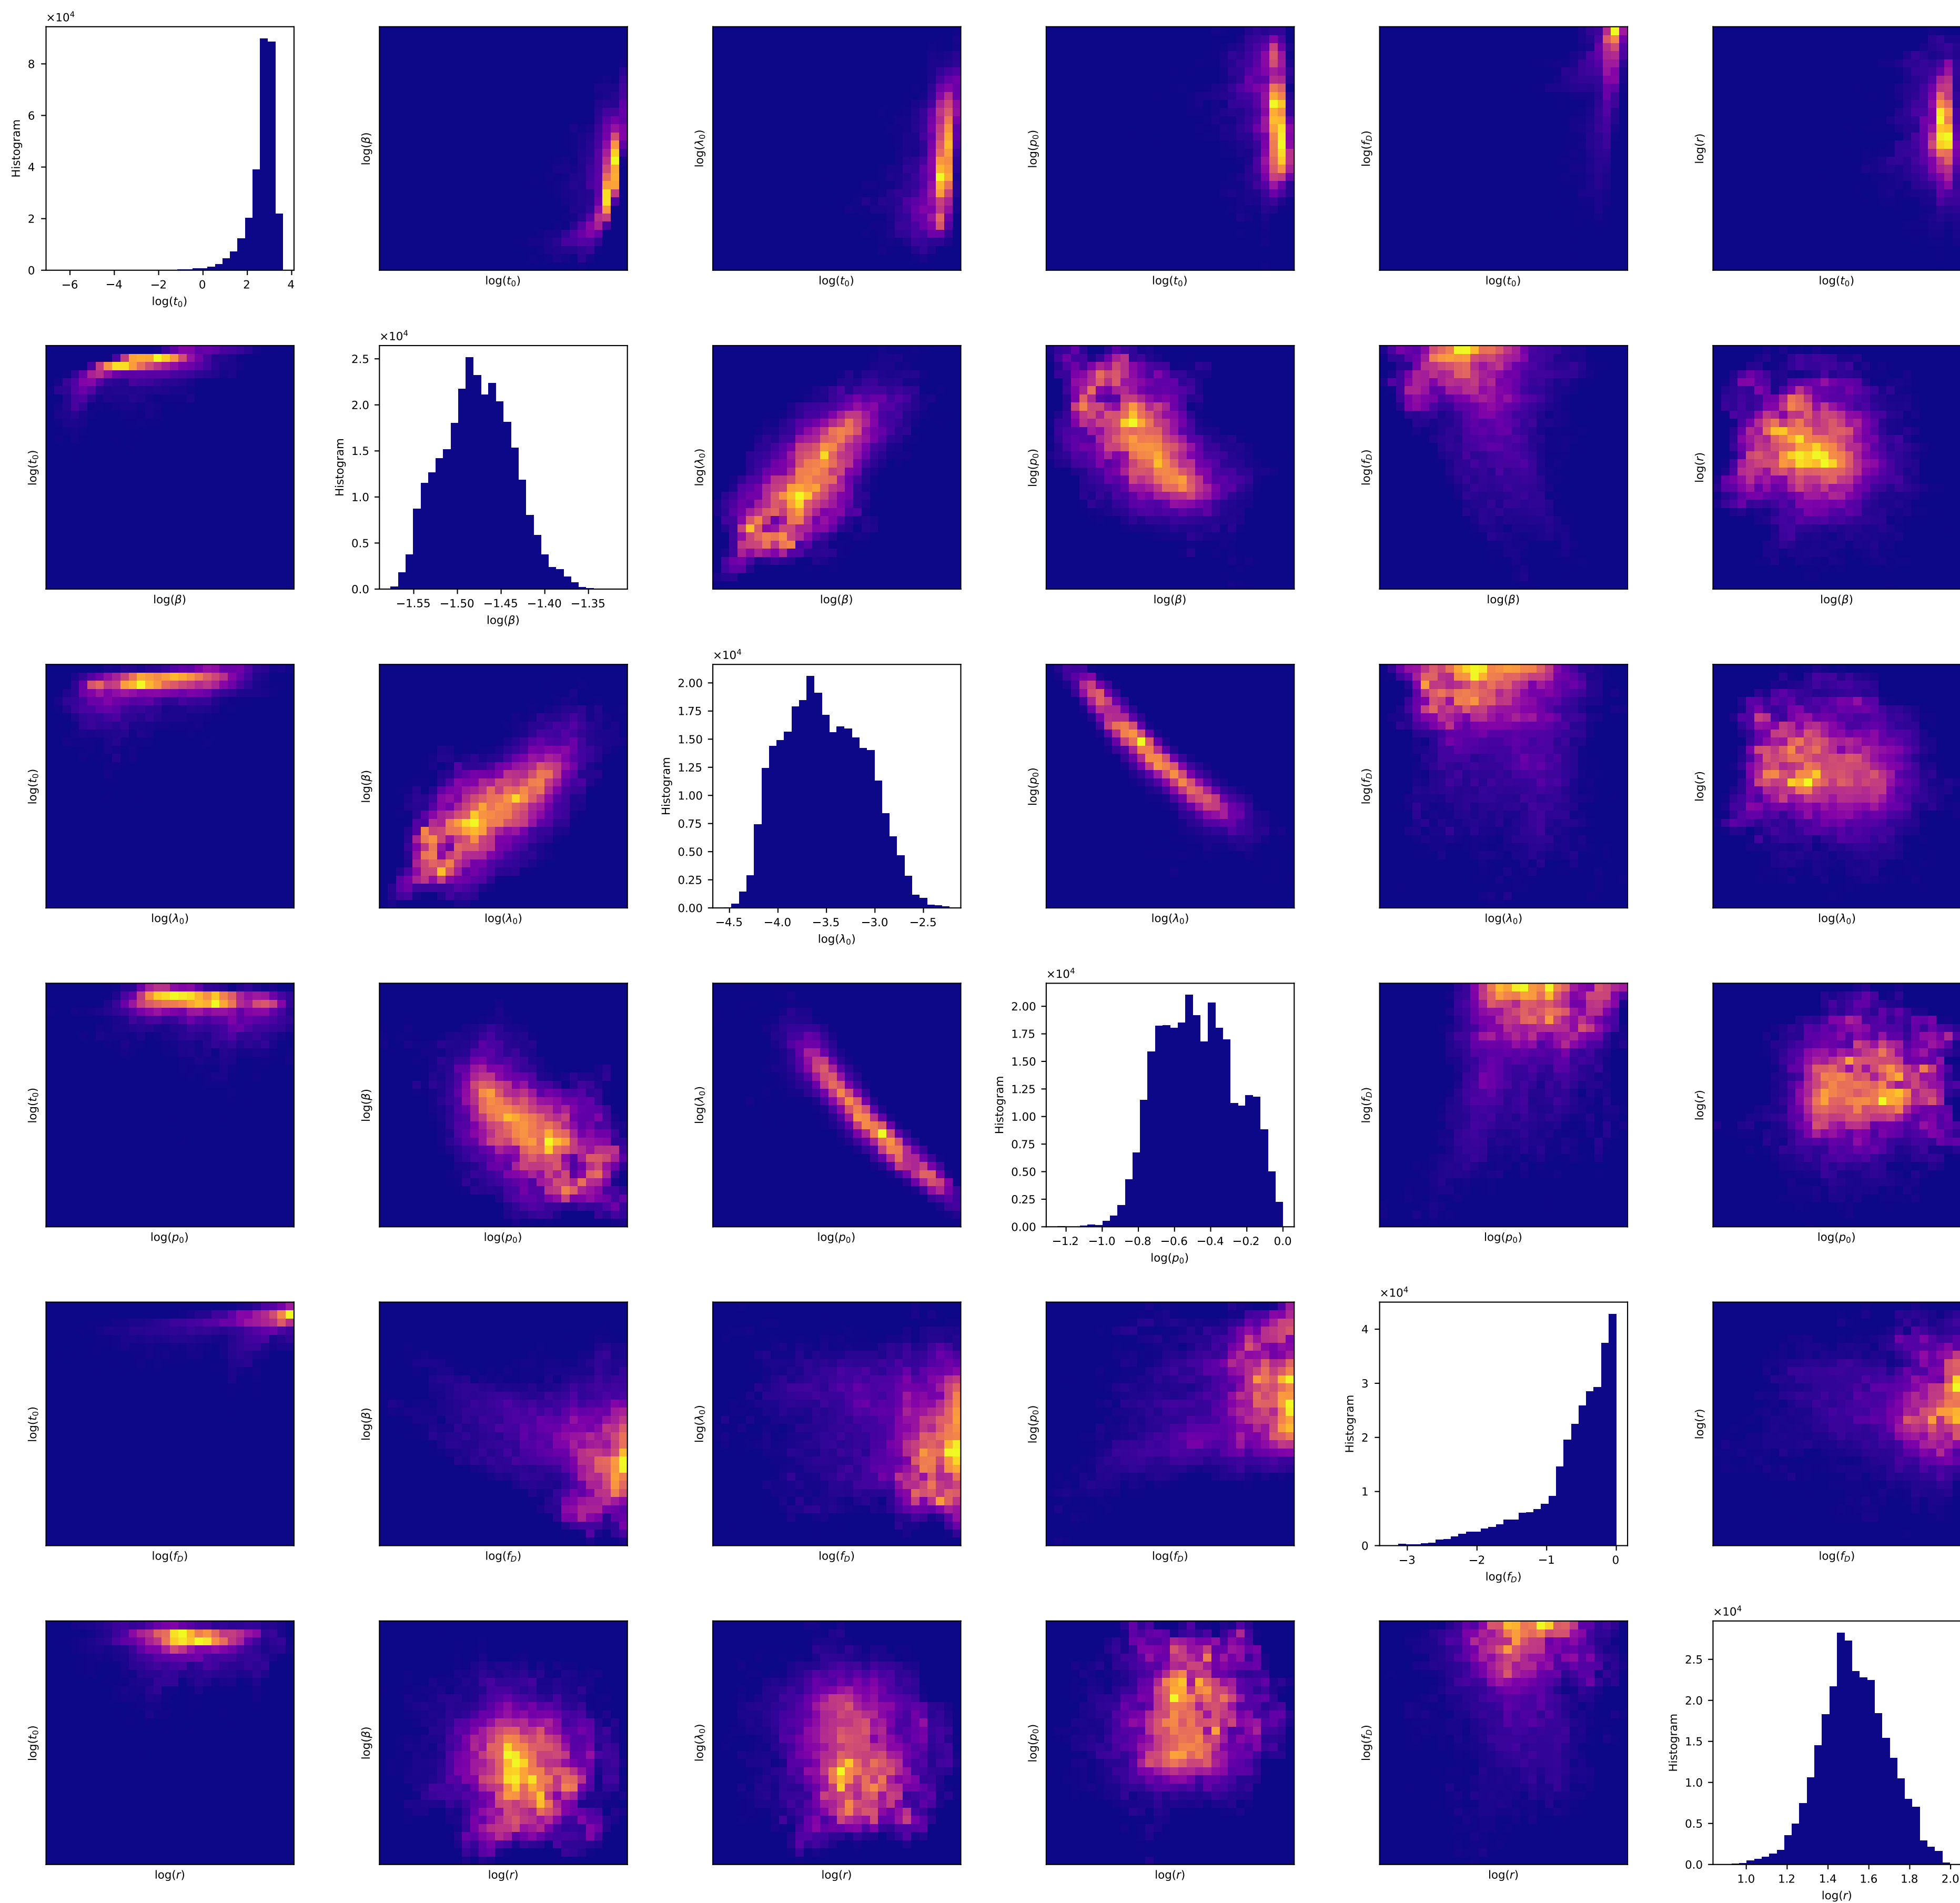 ×10⁴
Histogram
8
6
4
2
0
−6 −4 −2 0 2 4
log(t₀)
log(β)
log(t₀)
log(λ₀)
log(t₀)
log(p₀)
log(t₀)
log(f_D)
log(t₀)
log(r)
log(t₀)
log(t₀)
log(β)
×10⁴
Histogram
2.5
2.0
1.5
1.0
0.5
0.0
−1.55 −1.50 −1.45 −1.40 −1.35
log(β)
log(λ₀)
log(β)
log(p₀)
log(β)
log(f_D)
log(β)
log(r)
log(β)
log(t₀)
log(λ₀)
log(β)
log(λ₀)
×10⁴
Histogram
2.00
1.75
1.50
1.25
1.00
0.75
0.50
0.25
0.00
−4.5 −4.0 −3.5 −3.0 −2.5
log(λ₀)
log(p₀)
log(λ₀)
log(f_D)
log(λ₀)
log(r)
log(λ₀)
log(t₀)
log(p₀)
log(β)
log(p₀)
log(λ₀)
log(p₀)
×10⁴
Histogram
2.00
1.75
1.50
1.25
1.00
0.75
0.50
0.25
0.00
−1.2 −1.0 −0.8 −0.6 −0.4 −0.2 0.0
log(p₀)
log(f_D)
log(p₀)
log(r)
log(p₀)
log(t₀)
log(f_D)
log(β)
log(f_D)
log(λ₀)
log(f_D)
log(p₀)
log(f_D)
×10⁴
Histogram
4
3
2
1
0
−3 −2 −1 0
log(f_D)
log(r)
log(f_D)
log(t₀)
log(r)
log(β)
log(r)
log(λ₀)
log(r)
log(p₀)
log(r)
log(f_D)
log(r)
×10⁴
Histogram
2.5
2.0
1.5
1.0
0.5
0.0
1.0 1.2 1.4 1.6 1.8 2.0
log(r)